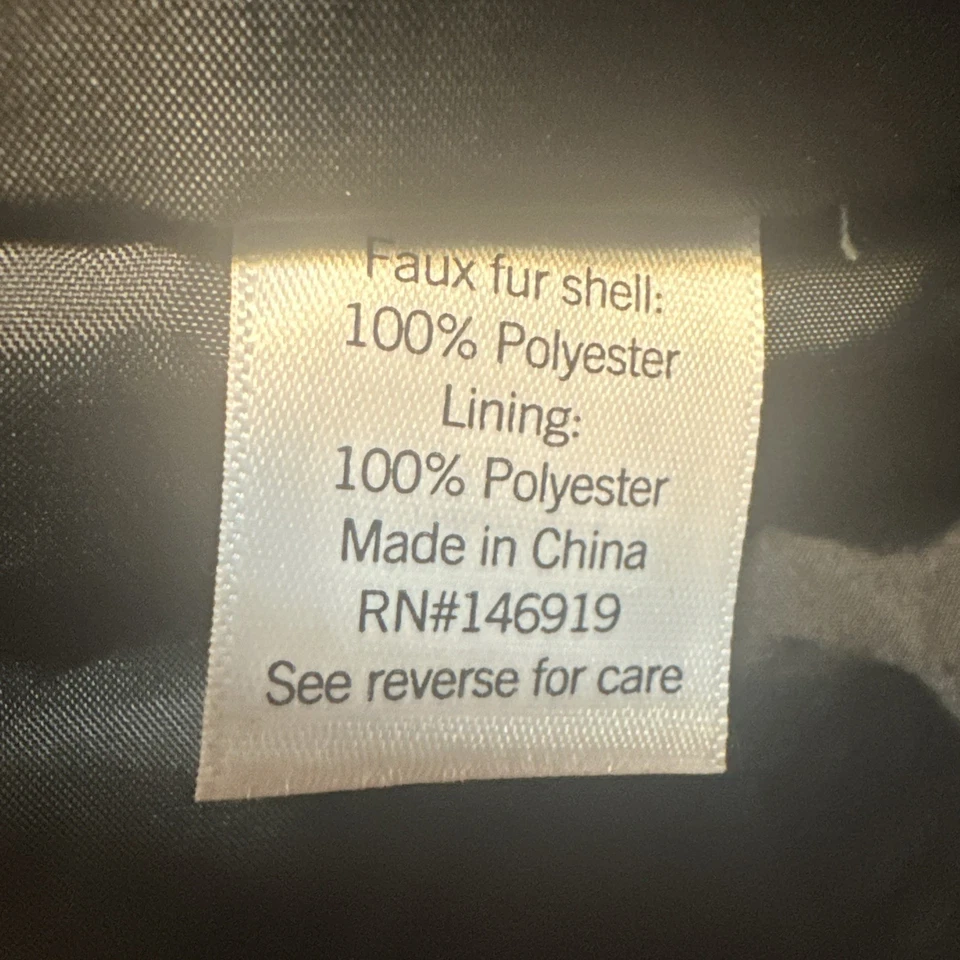 Faux fur shell:
100% Polyester
Lining:
100% Polyester
Made in China
RN#146919
See reverse for care